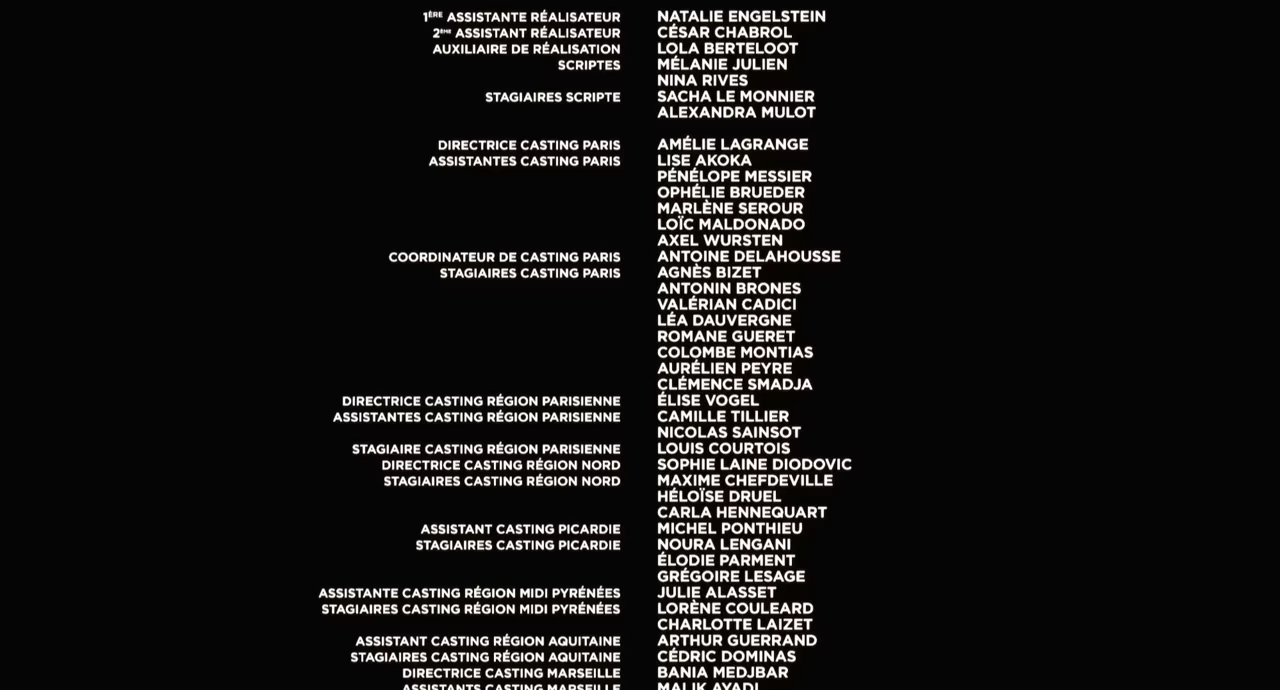 1ÈRE ASSISTANTE RÉALISATEUR NATALIE ENGELSTEIN
2ÈME ASSISTANT RÉALISATEUR CÉSAR CHABROL
AUXILIAIRE DE RÉALISATION LOLA BERTELOOT
SCRIPTES MÉLANIE JULIEN
NINA RIVES
STAGIAIRES SCRIPTE SACHA LE MONNIER
ALEXANDRA MULOT
DIRECTRICE CASTING PARIS AMÉLIE LAGRANGE
ASSISTANTES CASTING PARIS LISE AKOKA
PÉNÉLOPE MESSIER
OPHÉLIE BRUEDER
MARLÈNE SEROUR
LOÏC MALDONADO
AXEL WURSTEN
COORDINATEUR DE CASTING PARIS ANTOINE DELAHOUSSE
STAGIAIRES CASTING PARIS AGNÈS BIZET
ANTONIN BRONES
VALÉRIAN CADICI
LÉA DAUVERGNE
ROMANE GUERET
COLOMBE MONTIAS
AURÉLIEN PEYRE
CLÉMENCE SMADJA
DIRECTRICE CASTING RÉGION PARISIENNE ÉLISE VOGEL
ASSISTANTES CASTING RÉGION PARISIENNE CAMILLE TILLIER
NICOLAS SAINSOT
STAGIAIRE CASTING RÉGION PARISIENNE LOUIS COURTOIS
DIRECTRICE CASTING RÉGION NORD SOPHIE LAINE DIODOVIC
STAGIAIRES CASTING RÉGION NORD MAXIME CHEFDEVILLE
HÉLOÏSE DRUEL
CARLA HENNEQUART
ASSISTANT CASTING PICARDIE MICHEL PONTHIEU
STAGIAIRES CASTING PICARDIE NOURA LENGANI
ÉLODIE PARMENT
GRÉGOIRE LESAGE
ASSISTANTE CASTING RÉGION MIDI PYRÉNÉES JULIE ALASSET
STAGIAIRES CASTING RÉGION MIDI PYRÉNÉES LORÈNE COULEARD
CHARLOTTE LAIZET
ASSISTANT CASTING RÉGION AQUITAINE ARTHUR GUERRAND
STAGIAIRES CASTING RÉGION AQUITAINE CÉDRIC DOMINAS
DIRECTRICE CASTING MARSEILLE BANIA MEDJBAR
ASSISTANTS CASTING MARSEILLE MALIK AYADI